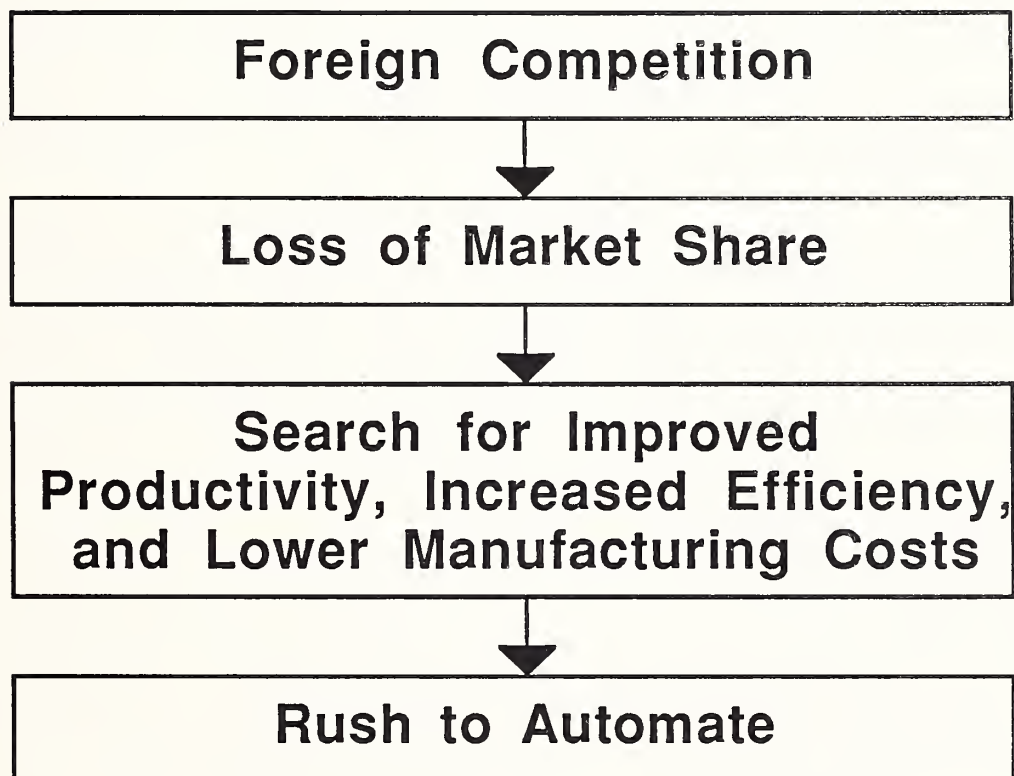 Foreign Competition
Loss of Market Share
Search for Improved
Productivity, Increased Efficiency,
and Lower Manufacturing Costs
Rush to Automate